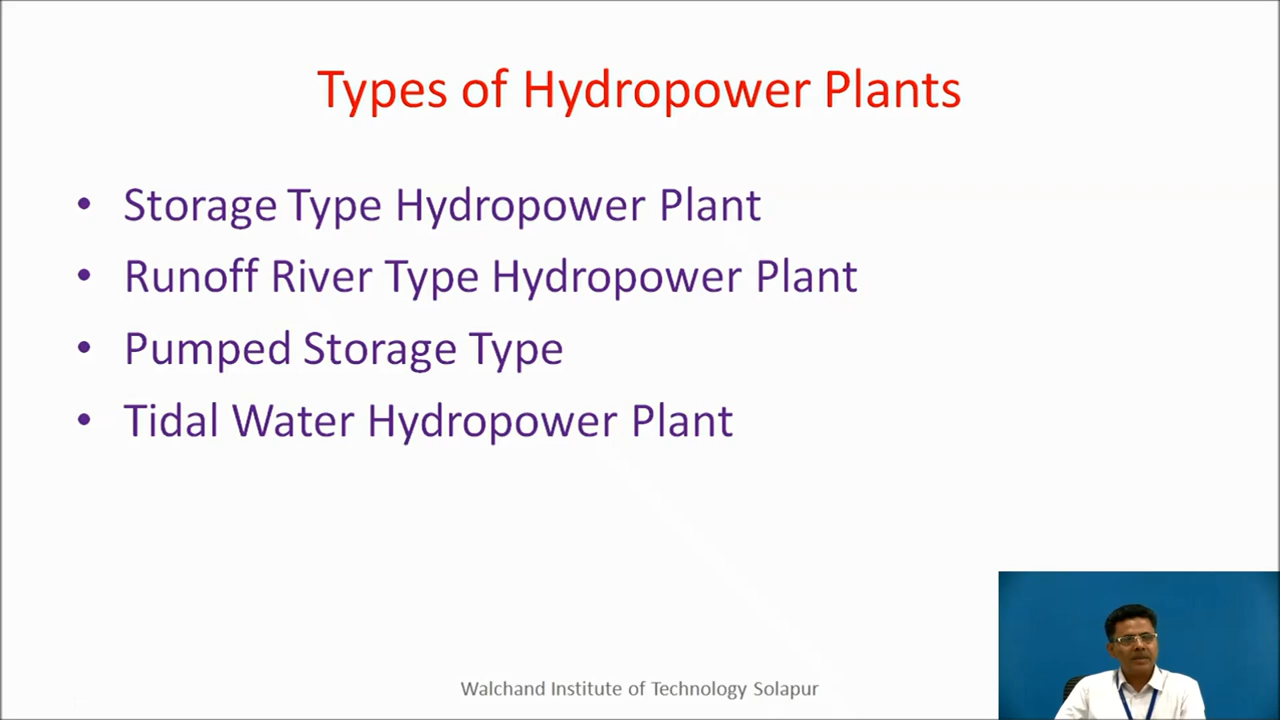 Types of Hydropower Plants
• Storage Type Hydropower Plant
• Runoff River Type Hydropower Plant
• Pumped Storage Type
• Tidal Water Hydropower Plant
Walchand Institute of Technology Solapur